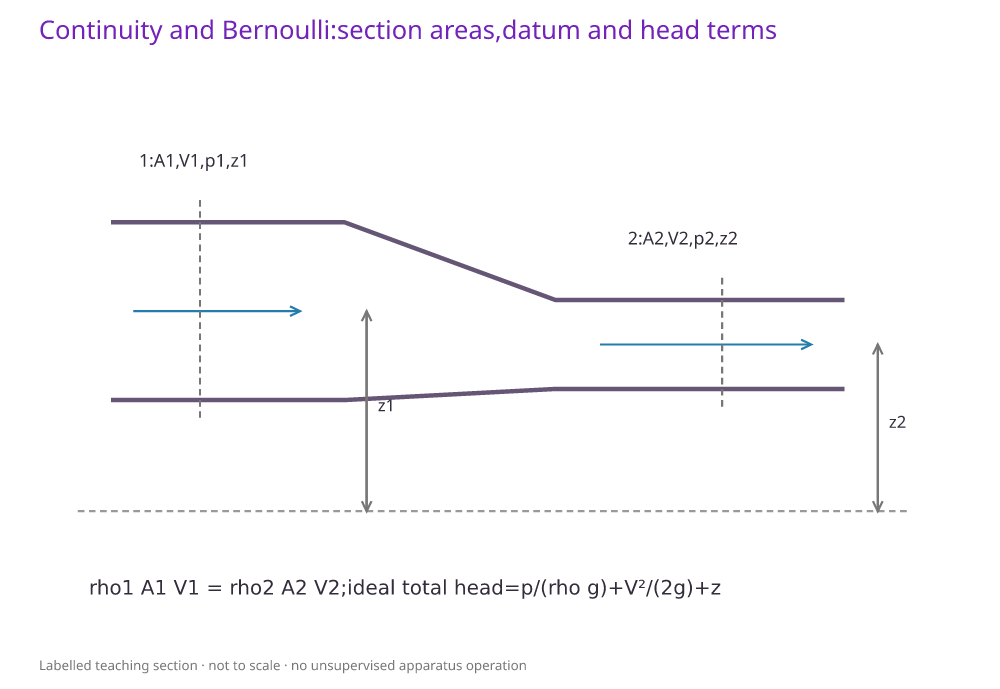 Continuity and Bernoulli:section areas,datum and head terms
1:A1,V1,p1,z1
2:A2,V2,p2,z2
z1
z2
rho1 A1 V1 = rho2 A2 V2;ideal total head=p/(rho g)+V²/(2g)+z
Labelled teaching section · not to scale · no unsupervised apparatus operation